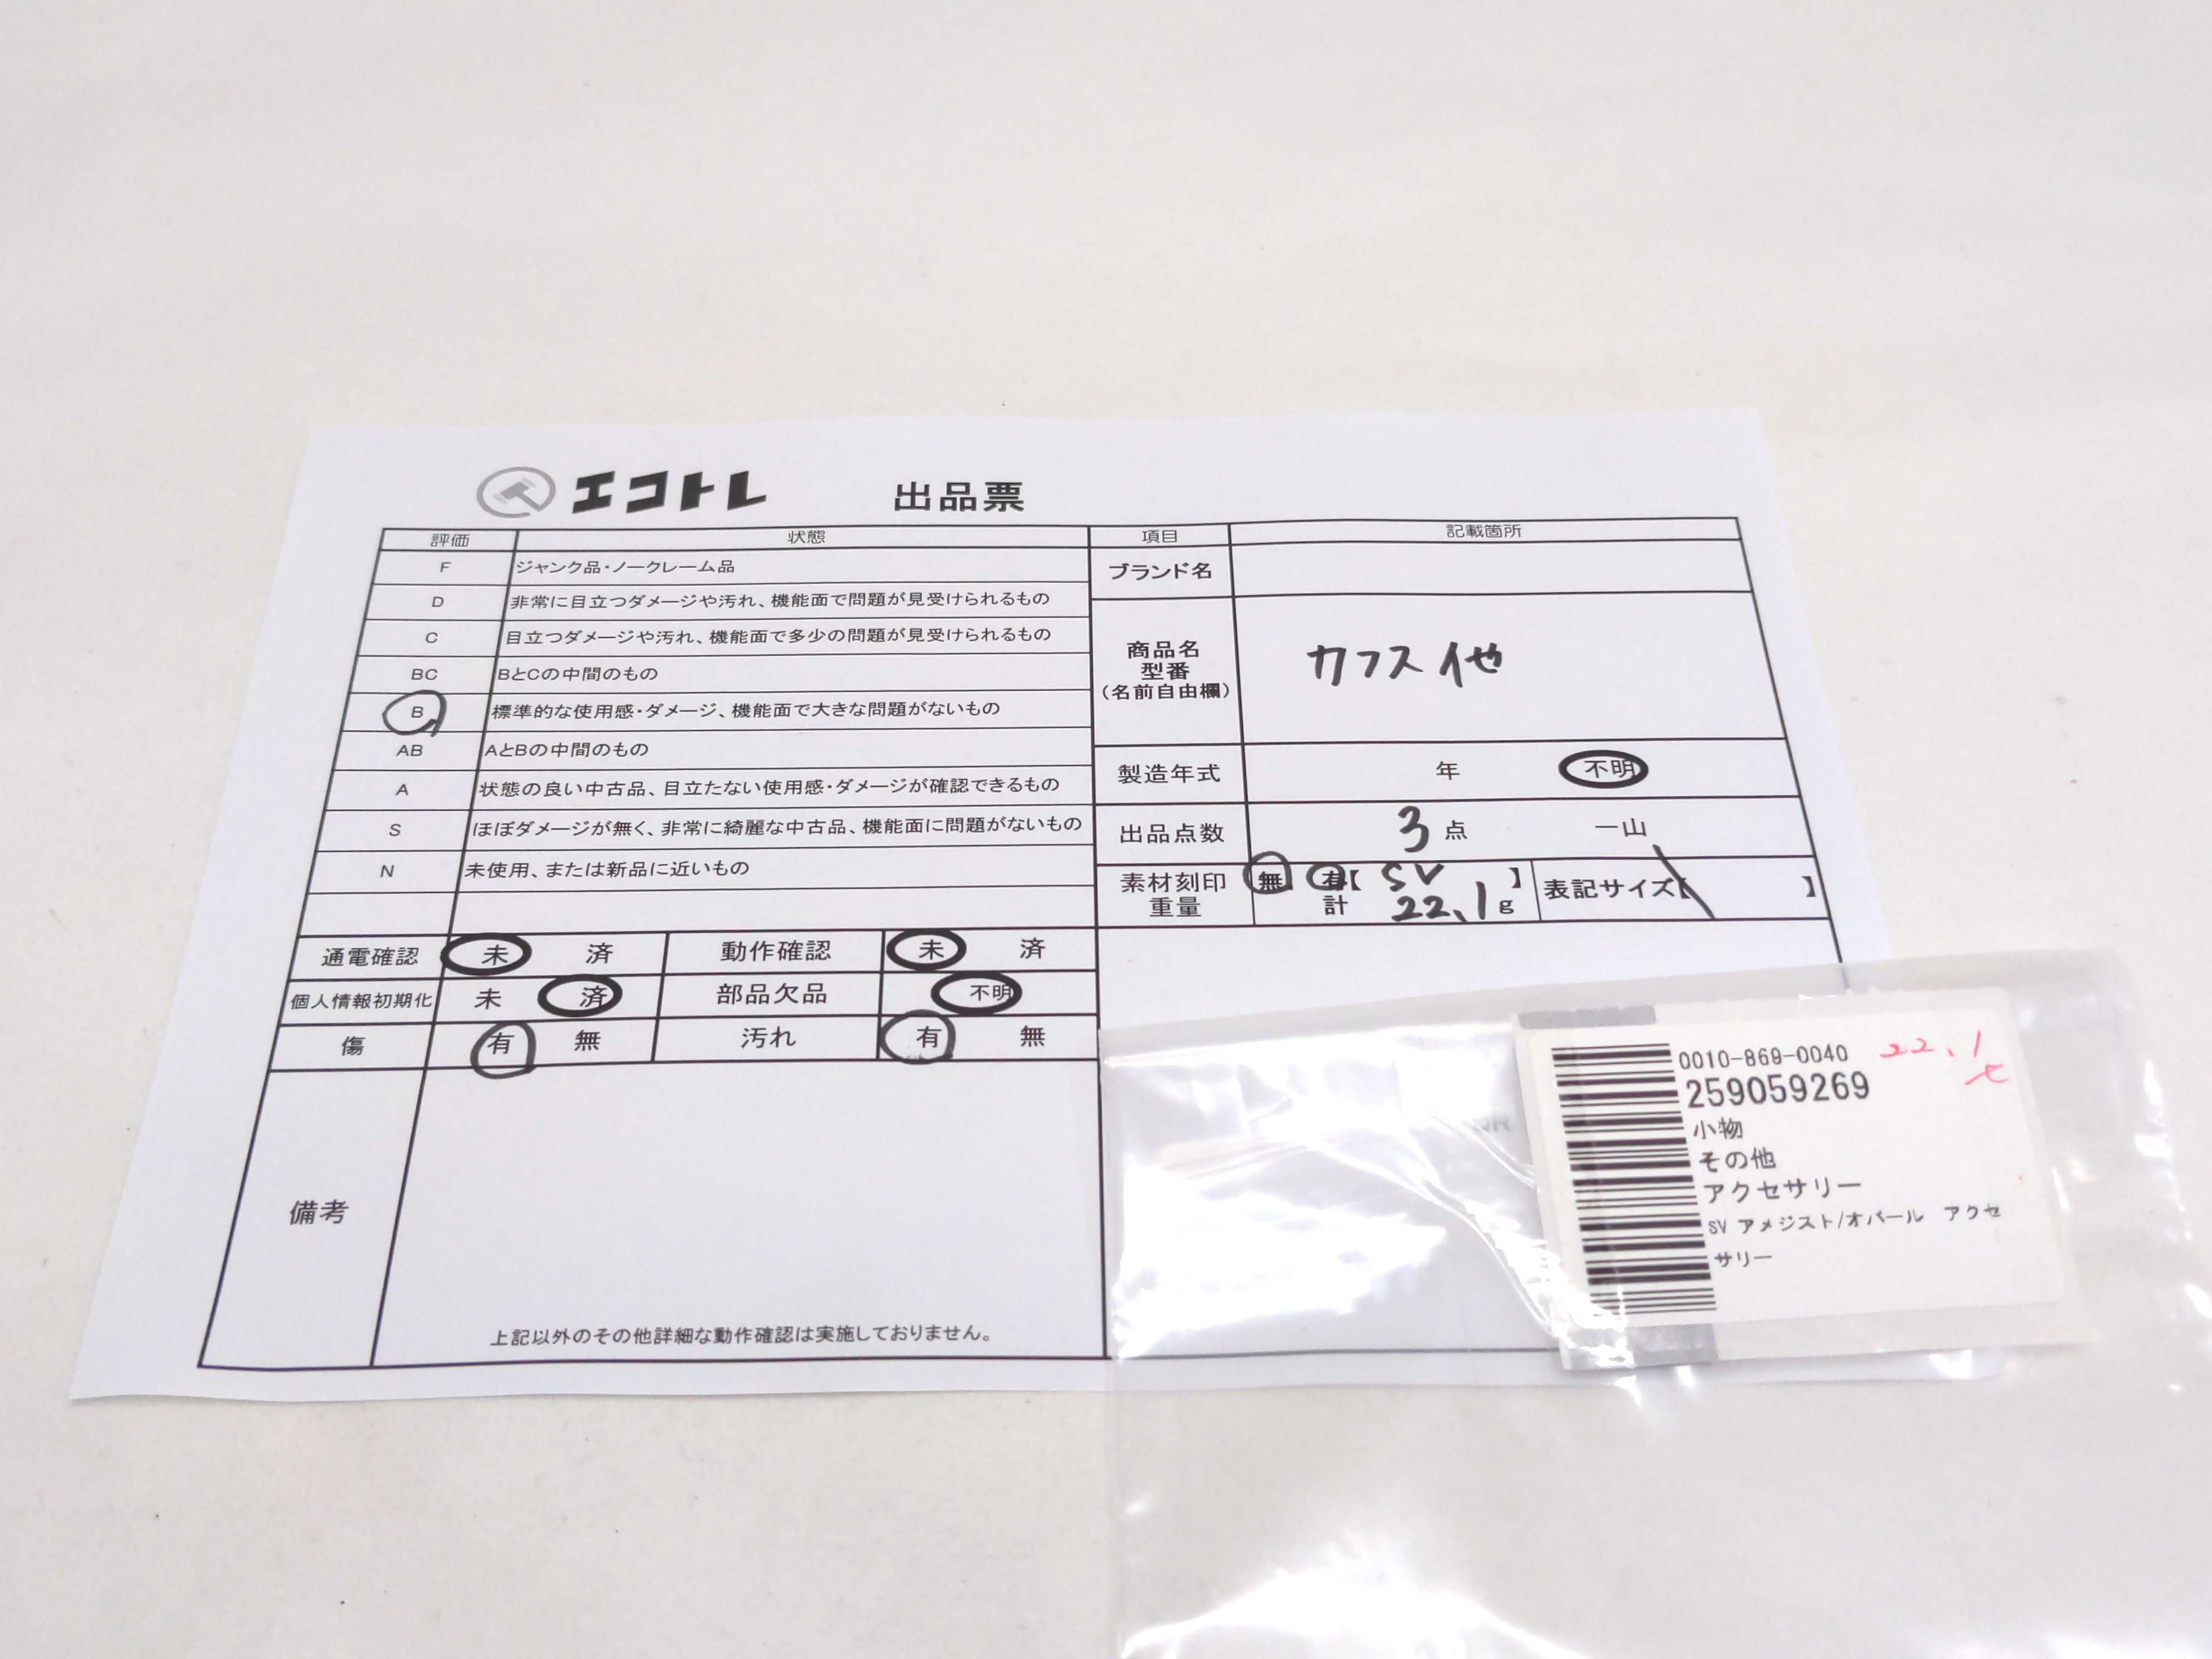 エコトレ 出品票
評価 状態 項目 記載箇所
F ジャンク品・ノークレーム品
D 非常に目立つダメージや汚れ、機能面で問題が見受けられるもの
C 目立つダメージや汚れ、機能面で多少の問題が見受けられるもの
BC BとCの中間のもの
B 標準的な使用感・ダメージ、機能面で大きな問題がないもの
AB AとBの中間のもの
A 状態の良い中古品、目立たない使用感・ダメージが確認できるもの
S ほぼダメージが無く、非常に綺麗な中古品、機能面に問題がないもの
N 未使用、または新品に近いもの
ブランド名
商品名
型番
(名前自由欄)
カフス 他
製造年式 年 不明
出品点数 3 点 一山
素材刻印 無 有【 SV 】 表記サイズ【 】
重量 計 22.1 g
通電確認 未 済 動作確認 未 済
個人情報初期化 未 済 部品欠品 不明
傷 有 無 汚れ 有 無
備考
上記以外のその他詳細な動作確認は実施しておりません。
0010-869-0040 22.1
259059269
小物
その他
アクセサリー
SV アメジスト/オパール アクセ
サリー